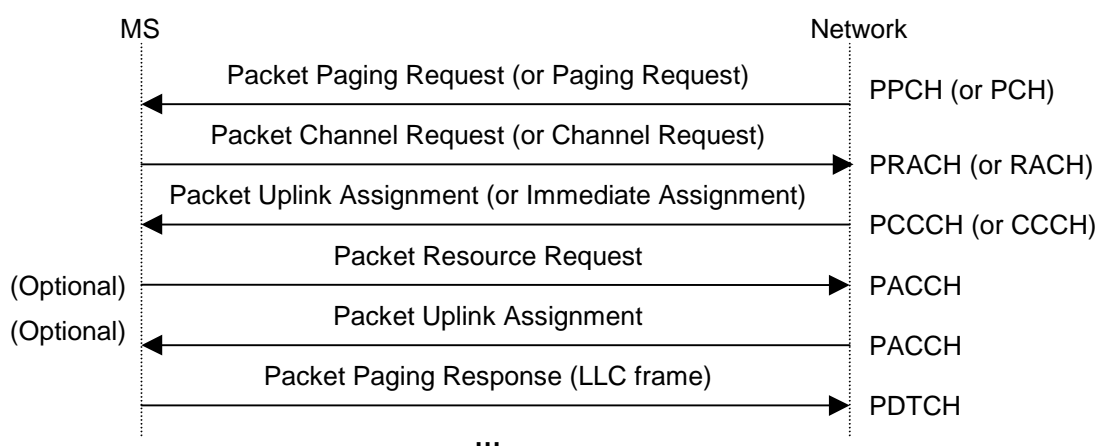 MS Network
Packet Paging Request (or Paging Request) PPCH (or PCH)
Packet Channel Request (or Channel Request) PRACH (or RACH)
Packet Uplink Assignment (or Immediate Assignment) PCCCH (or CCCH)
Packet Resource Request
(Optional) PACCH
Packet Uplink Assignment
(Optional) PACCH
Packet Paging Response (LLC frame) PDTCH
...